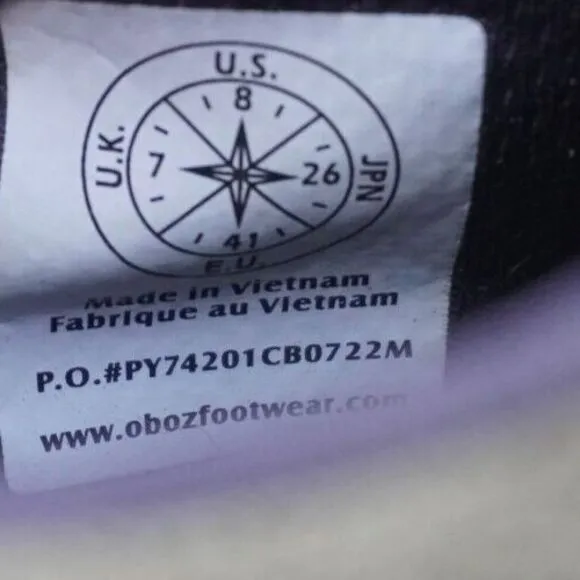 U.S.
8
U.K.
7
26
JPN
41
E.U.
Made in Vietnam
Fabrique au Vietnam
P.O.#PY74201CB0722M
www.obozfootwear.com